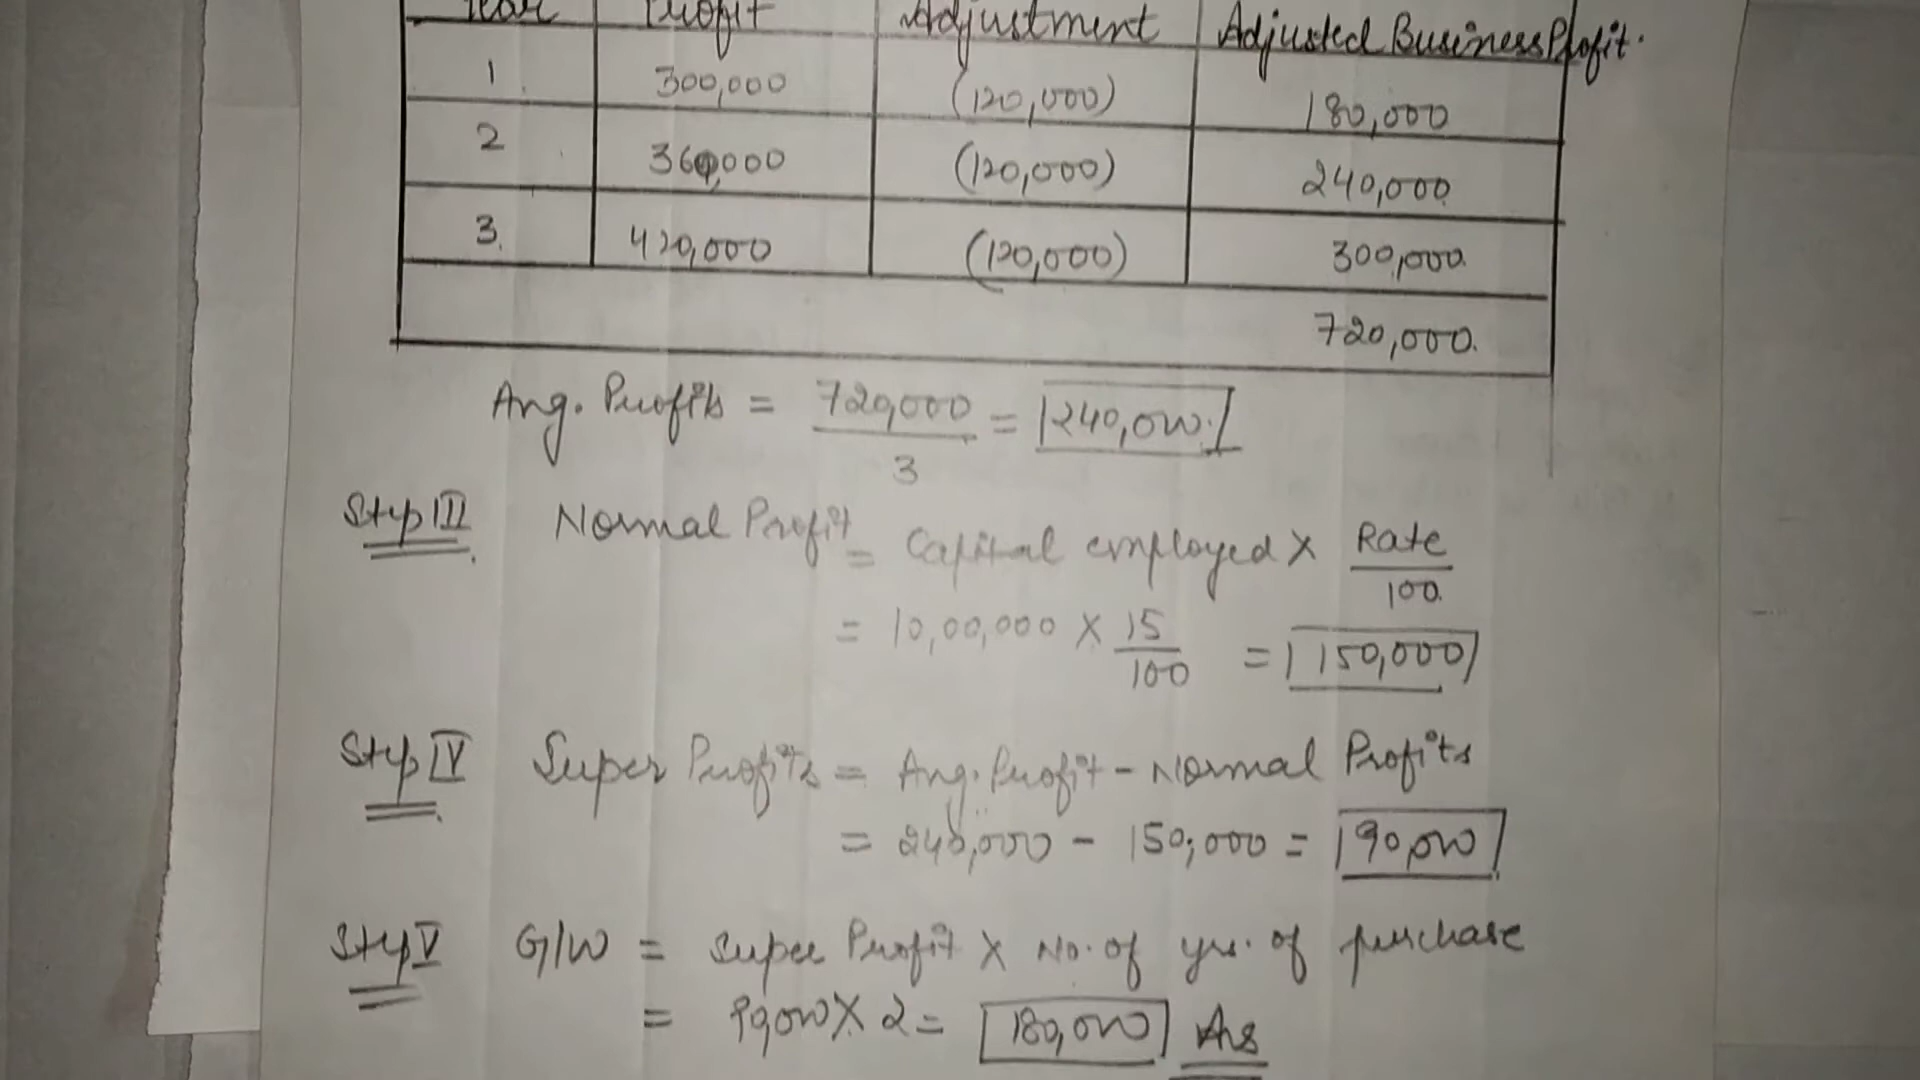 Year Profit Adjustment Adjusted Business Profit.
1 300,000 (120,000) 180,000
2 360,000 (120,000) 240,000
3. 420,000 (120,000) 300,000.
720,000.
Avg. Profits = 720,000 / 3 = 240,000.
Step III Normal Profit = Capital employed x Rate / 100.
= 10,00,000 x 15 / 100 = 150,000
Step IV Super Profits = Avg. Profit - Normal Profits
= 240,000 - 150,000 = 90,000
Step V G/W = Super Profit x No. of yrs. of purchase
= 90,000 x 2 = 180,000 Ans